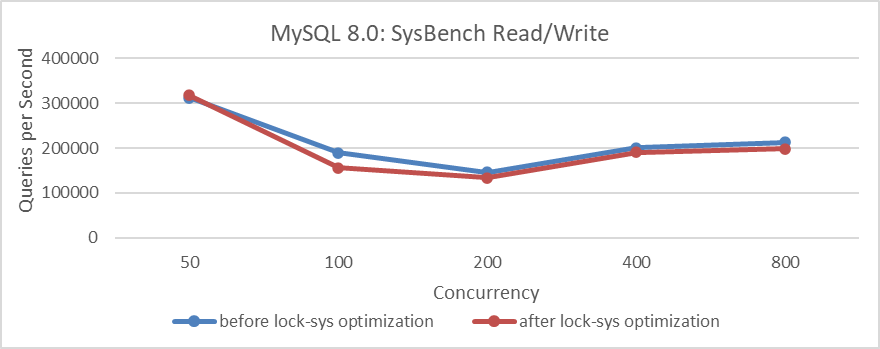 MySQL 8.0: SysBench Read/Write
Queries per Second
400000
300000
200000
100000
0
50 100 200 400 800
Concurrency
before lock-sys optimization after lock-sys optimization